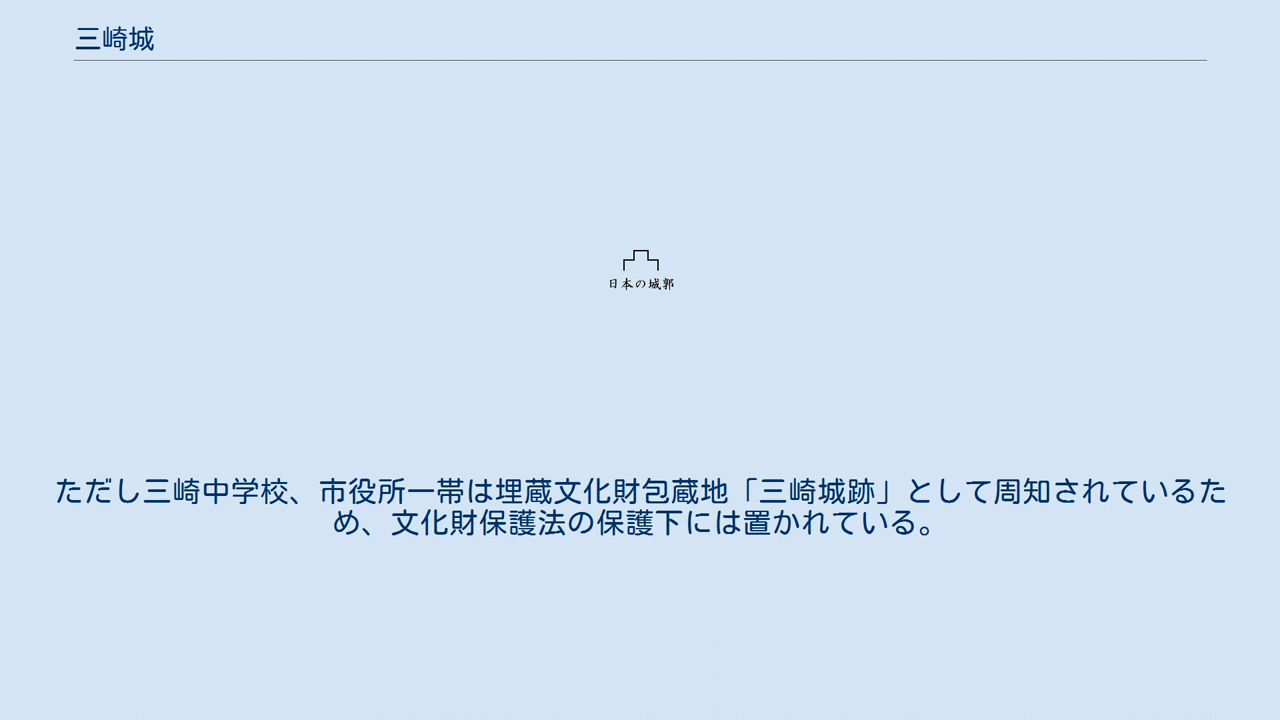 三崎城
日本の城郭
ただし三崎中学校、市役所一帯は埋蔵文化財包蔵地「三崎城跡」として周知されているた
め、文化財保護法の保護下には置かれている。